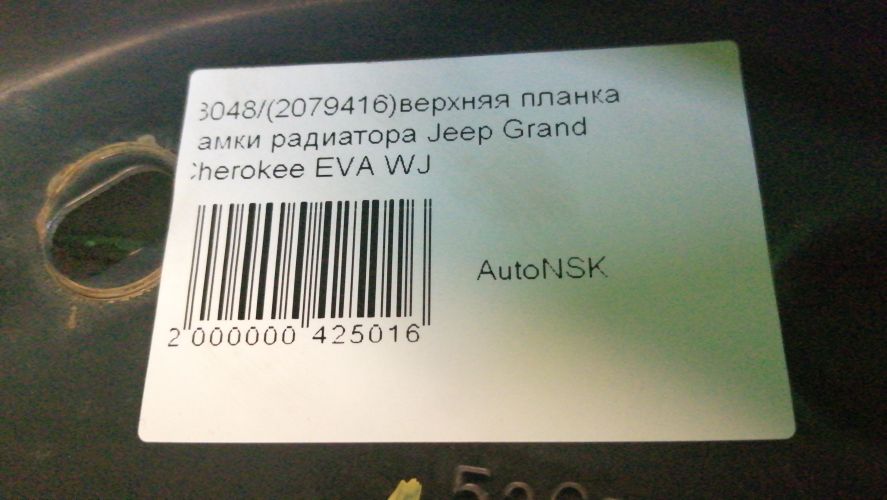 3048/(2079416)верхняя планка
амки радиатора Jeep Grand
Cherokee EVA WJ
AutoNSK
2 000000 425016